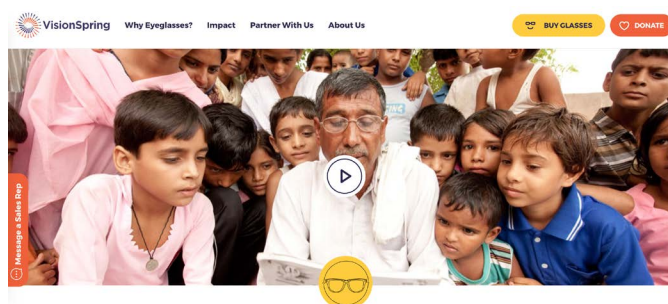 VisionSpring Why Eyeglasses? Impact Partner With Us About Us BUY GLASSES DONATE
Message a Sales Rep